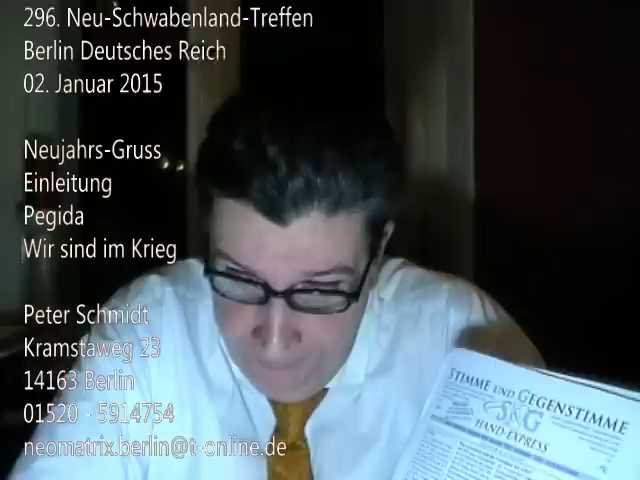 296. Neu-Schwabenland-Treffen
Berlin Deutsches Reich
02. Januar 2015
Neujahrs-Gruss
Einleitung
Pegida
Wir sind im Krieg
Peter Schmidt
Kramstaweg 23
14163 Berlin
01520 - 5914754
neomatrix.berlin@t-online.de
STIMME UND GEGENSTIMME
S&G
HAND-EXPRESS